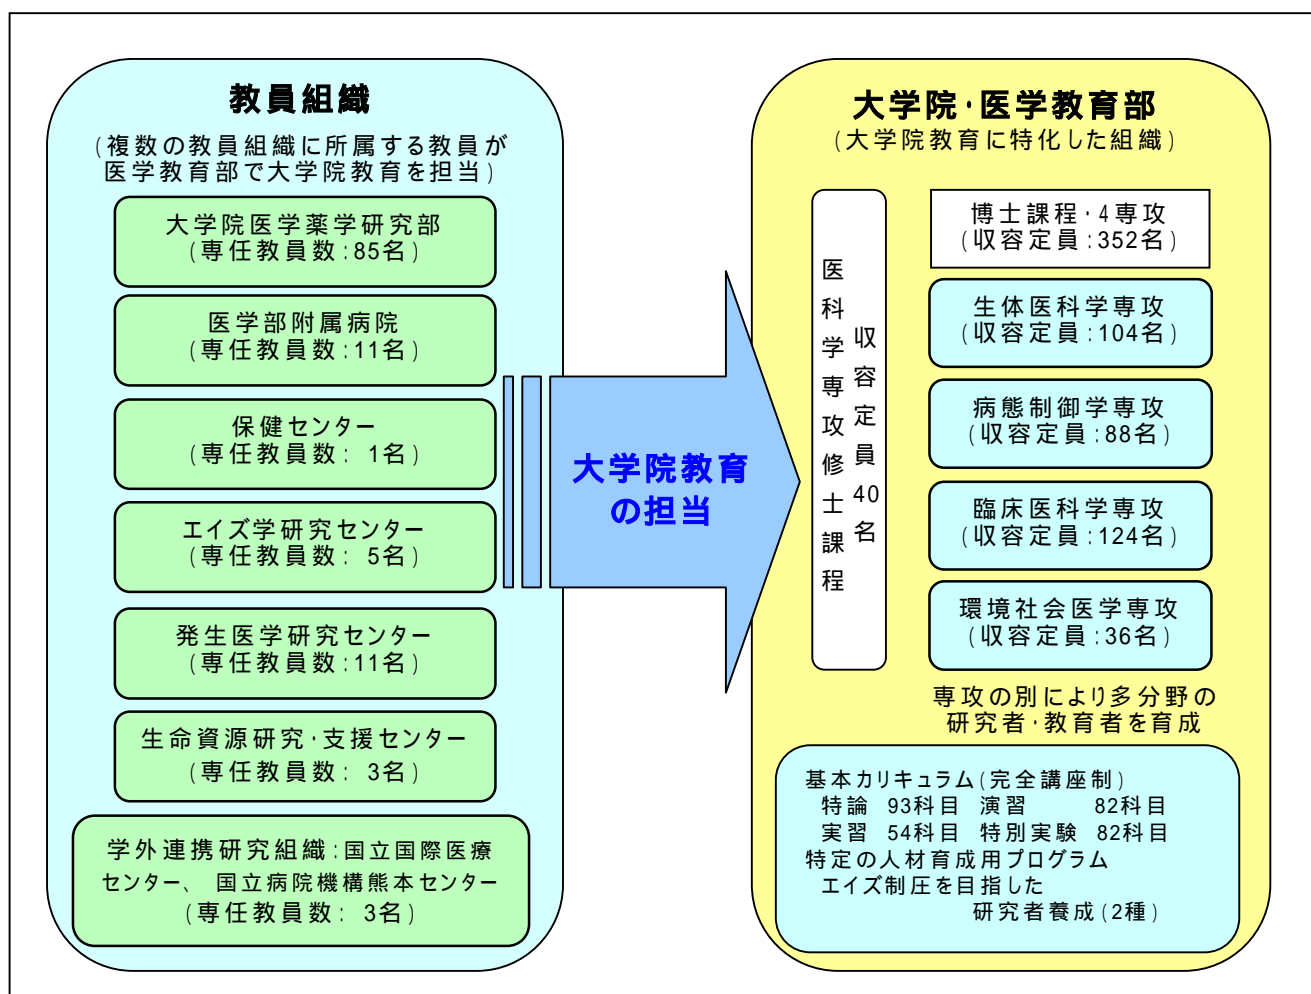 教員組織
(複数の教員組織に所属する教員が
医学教育部で大学院教育を担当)
大学院医学薬学研究部
(専任教員数:85名)
医学部附属病院
(専任教員数:11名)
保健センター
(専任教員数: 1名)
エイズ学研究センター
(専任教員数: 5名)
発生医学研究センター
(専任教員数:11名)
生命資源研究・支援センター
(専任教員数: 3名)
学外連携研究組織:国立国際医療
センター、 国立病院機構熊本センター
(専任教員数: 3名)
大学院教育
の担当
大学院・医学教育部
(大学院教育に特化した組織)
医科学専攻修士課程
収容定員40名
博士課程・4専攻
(収容定員:352名)
生体医科学専攻
(収容定員:104名)
病態制御学専攻
(収容定員:88名)
臨床医科学専攻
(収容定員:124名)
環境社会医学専攻
(収容定員:36名)
専攻の別により多分野の
研究者・教育者を育成
基本カリキュラム(完全講座制)
特論 93科目 演習 82科目
実習 54科目 特別実験 82科目
特定の人材育成用プログラム
エイズ制圧を目指した
研究者養成(2種)